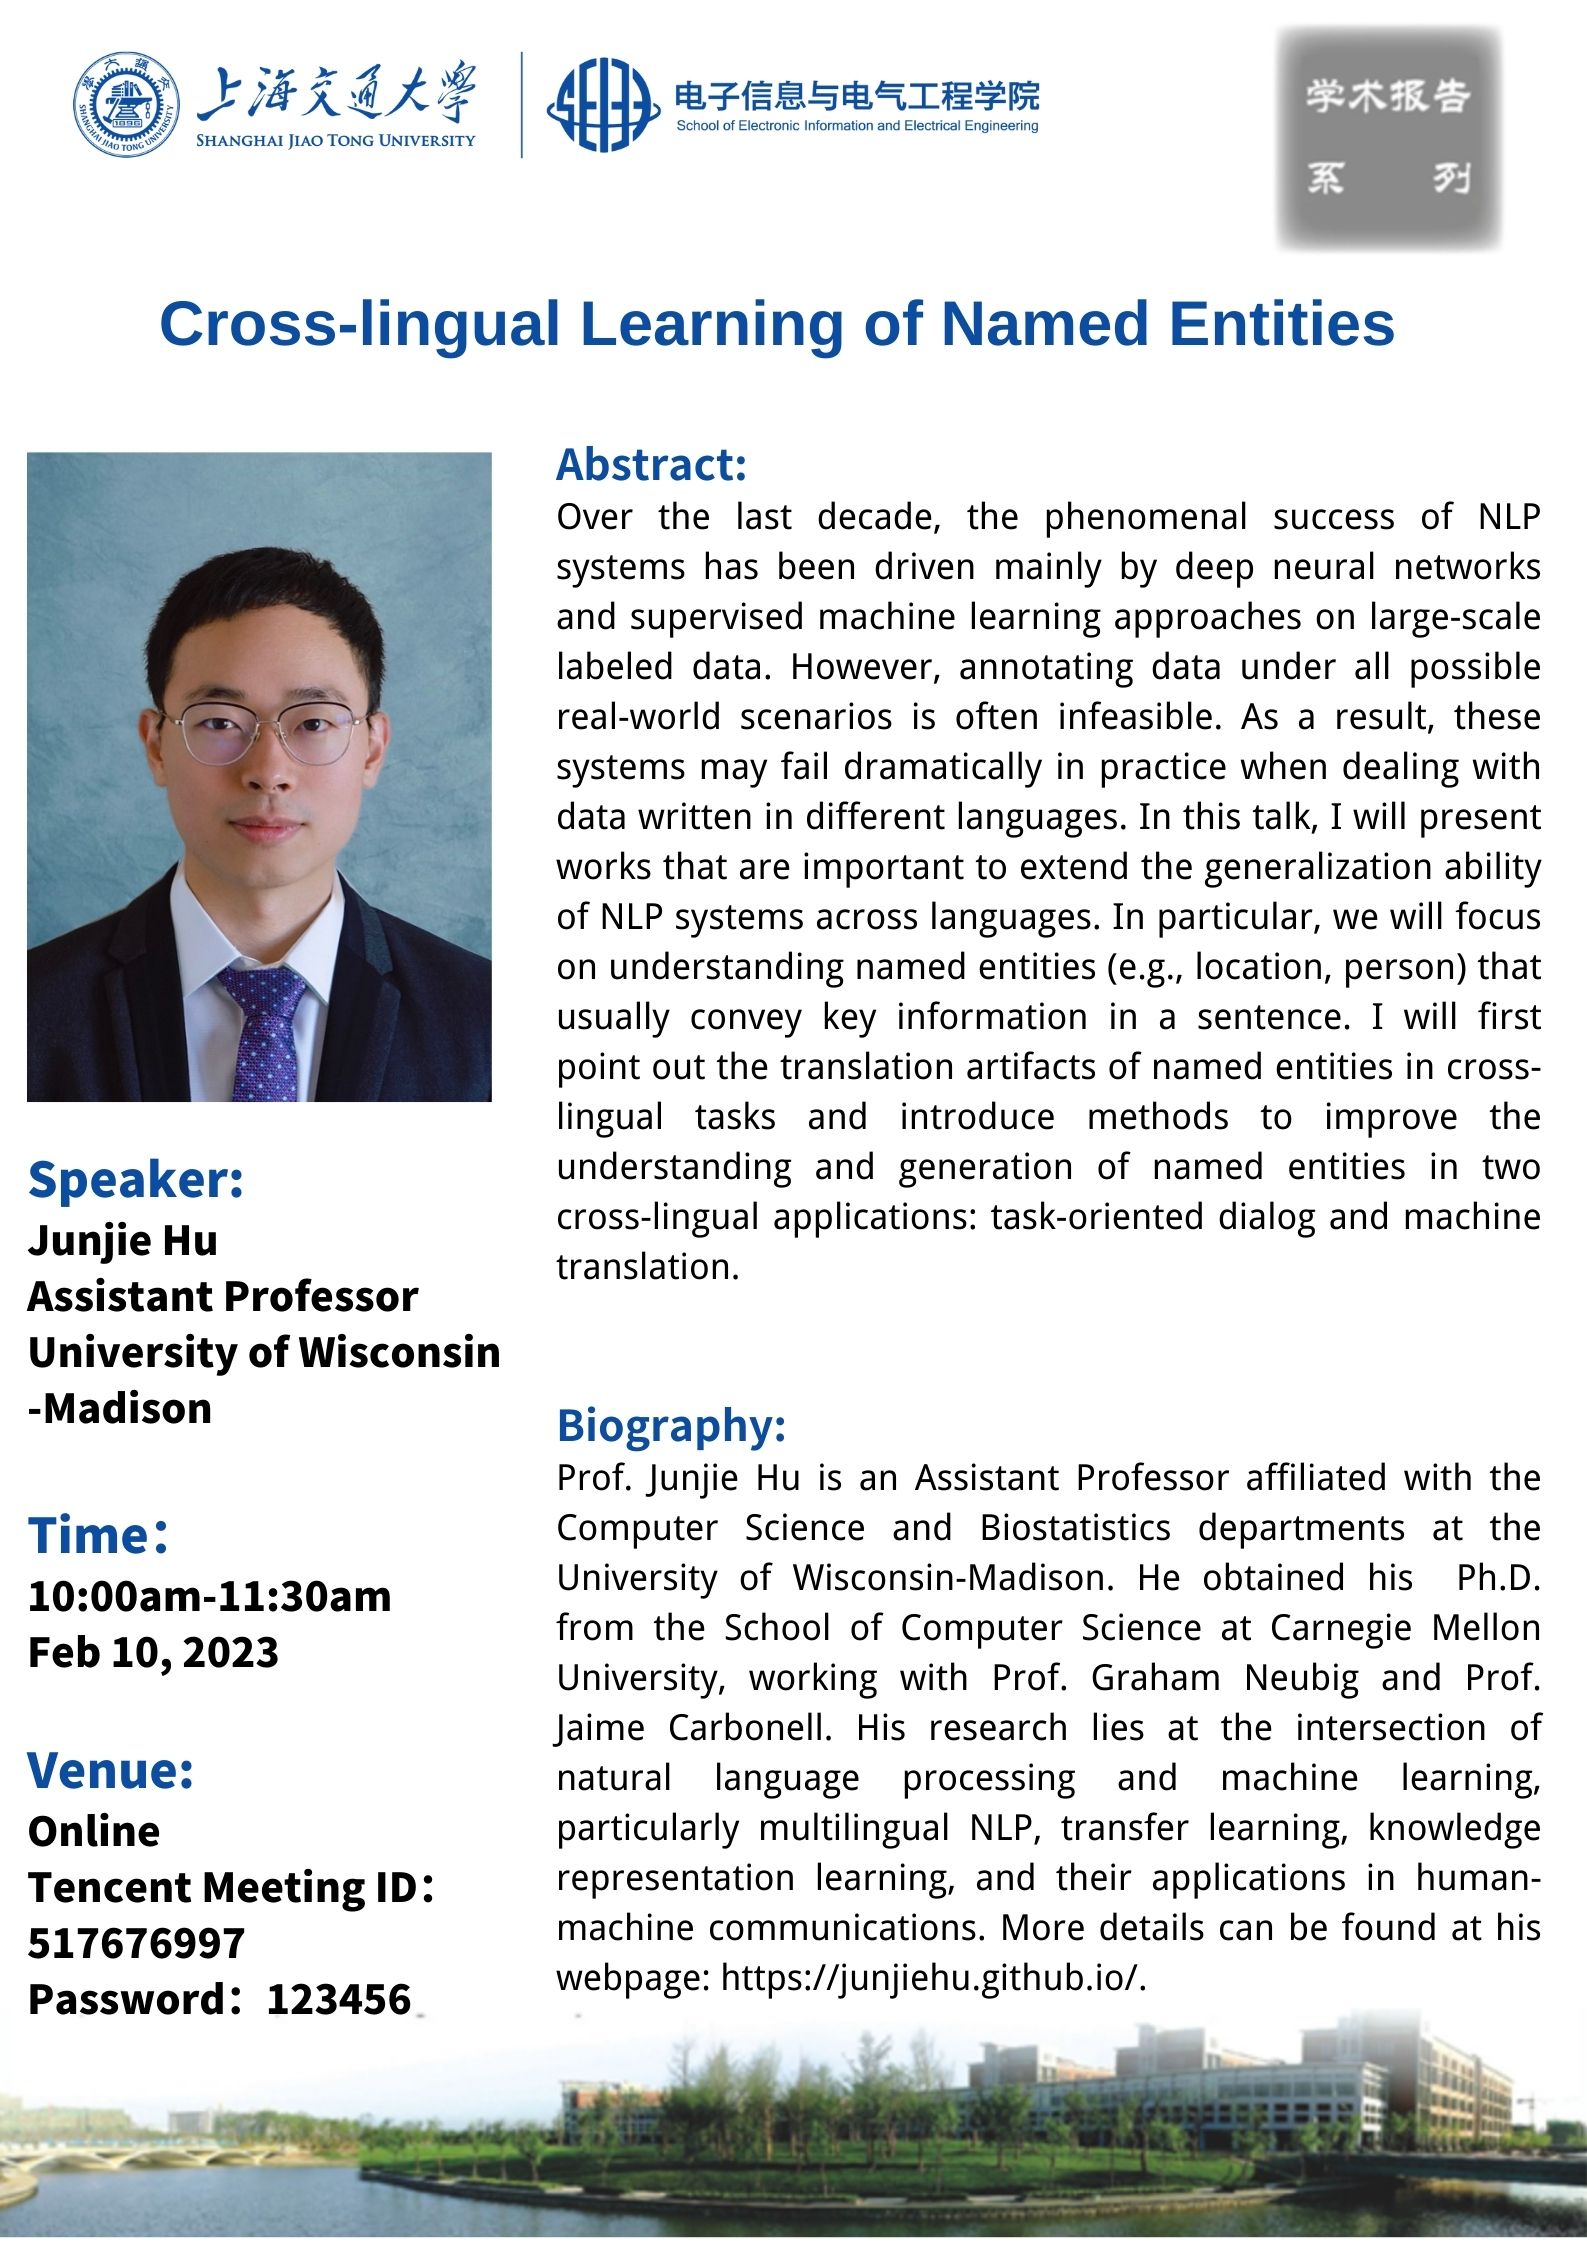 上海交通大學
SHANGHAI JIAO TONG UNIVERSITY
1896
SHANGHAI JIAO TONG UNIVERSITY
SEIEE
电子信息与电气工程学院
School of Electronic Information and Electrical Engineering
学术报告
系 列
Cross-lingual Learning of Named Entities
Speaker:
Junjie Hu
Assistant Professor
University of Wisconsin
-Madison
Time：
10:00am-11:30am
Feb 10, 2023
Venue:
Online
Tencent Meeting ID：
517676997
Password：123456
Abstract:
Over the last decade, the phenomenal success of NLP
systems has been driven mainly by deep neural networks
and supervised machine learning approaches on large-scale
labeled data. However, annotating data under all possible
real-world scenarios is often infeasible. As a result, these
systems may fail dramatically in practice when dealing with
data written in different languages. In this talk, I will present
works that are important to extend the generalization ability
of NLP systems across languages. In particular, we will focus
on understanding named entities (e.g., location, person) that
usually convey key information in a sentence. I will first
point out the translation artifacts of named entities in cross-
lingual tasks and introduce methods to improve the
understanding and generation of named entities in two
cross-lingual applications: task-oriented dialog and machine
translation.
Biography:
Prof. Junjie Hu is an Assistant Professor affiliated with the
Computer Science and Biostatistics departments at the
University of Wisconsin-Madison. He obtained his Ph.D.
from the School of Computer Science at Carnegie Mellon
University, working with Prof. Graham Neubig and Prof.
Jaime Carbonell. His research lies at the intersection of
natural language processing and machine learning,
particularly multilingual NLP, transfer learning, knowledge
representation learning, and their applications in human-
machine communications. More details can be found at his
webpage: https://junjiehu.github.io/.